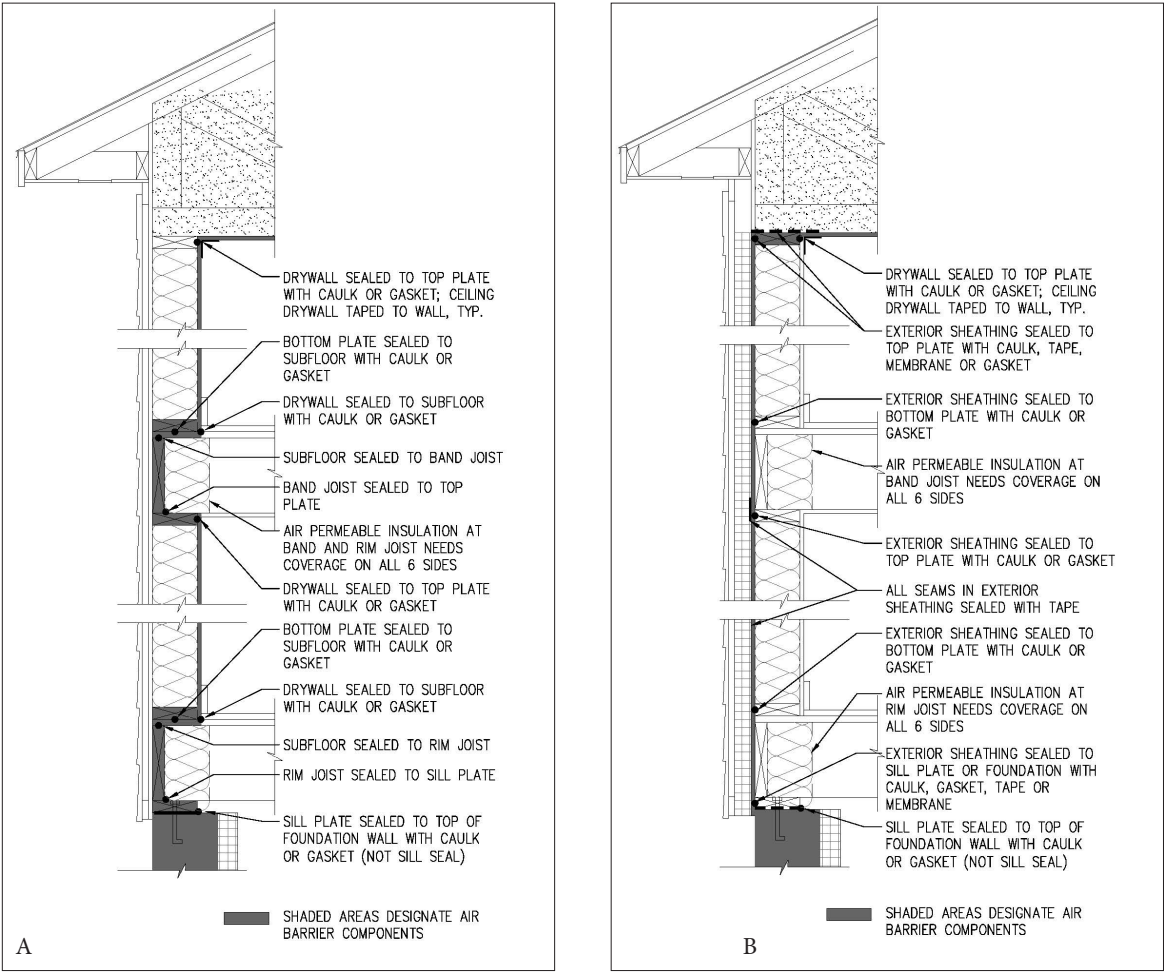 DRYWALL SEALED TO TOP PLATE
WITH CAULK OR GASKET; CEILING
DRYWALL TAPED TO WALL, TYP.
BOTTOM PLATE SEALED TO
SUBFLOOR WITH CAULK OR
GASKET
DRYWALL SEALED TO SUBFLOOR
WITH CAULK OR GASKET
SUBFLOOR SEALED TO BAND JOIST
BAND JOIST SEALED TO TOP
PLATE
AIR PERMEABLE INSULATION AT
BAND AND RIM JOIST NEEDS
COVERAGE ON ALL 6 SIDES
DRYWALL SEALED TO TOP PLATE
WITH CAULK OR GASKET
BOTTOM PLATE SEALED TO
SUBFLOOR WITH CAULK OR
GASKET
DRYWALL SEALED TO SUBFLOOR
WITH CAULK OR GASKET
SUBFLOOR SEALED TO RIM JOIST
RIM JOIST SEALED TO SILL PLATE
SILL PLATE SEALED TO TOP OF
FOUNDATION WALL WITH CAULK
OR GASKET (NOT SILL SEAL)
SHADED AREAS DESIGNATE AIR
BARRIER COMPONENTS
A
DRYWALL SEALED TO TOP PLATE
WITH CAULK OR GASKET; CEILING
DRYWALL TAPED TO WALL, TYP.
EXTERIOR SHEATHING SEALED TO
TOP PLATE WITH CAULK, TAPE,
MEMBRANE OR GASKET
EXTERIOR SHEATHING SEALED TO
BOTTOM PLATE WITH CAULK OR
GASKET
AIR PERMEABLE INSULATION AT
BAND JOIST NEEDS COVERAGE ON
ALL 6 SIDES
EXTERIOR SHEATHING SEALED TO
TOP PLATE WITH CAULK OR GASKET
ALL SEAMS IN EXTERIOR
SHEATHING SEALED WITH TAPE
EXTERIOR SHEATHING SEALED TO
BOTTOM PLATE WITH CAULK OR
GASKET
AIR PERMEABLE INSULATION AT
RIM JOIST NEEDS COVERAGE ON
ALL 6 SIDES
EXTERIOR SHEATHING SEALED TO
SILL PLATE OR FOUNDATION WITH
CAULK, GASKET, TAPE OR
MEMBRANE
SILL PLATE SEALED TO TOP OF
FOUNDATION WALL WITH CAULK
OR GASKET (NOT SILL SEAL)
SHADED AREAS DESIGNATE AIR
BARRIER COMPONENTS
B